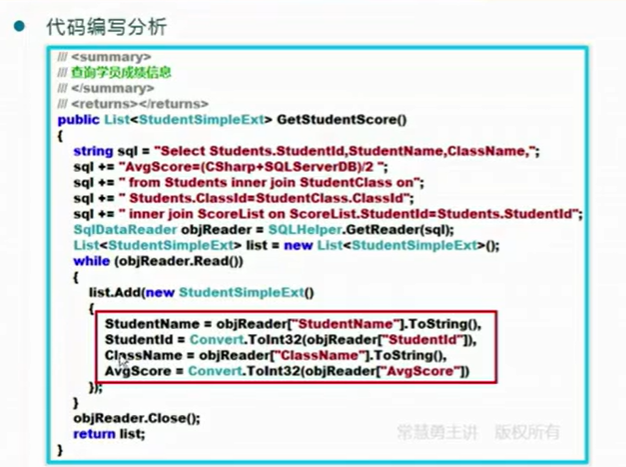 代码编写分析
/// <summary>
/// 查询学员成绩信息
/// </summary>
/// <returns></returns>
public List<StudentSimpleExt> GetStudentScore()
{
string sql = "Select Students.StudentId,StudentName,ClassName,";
sql += "AvgScore=(CSharp+SQLServerDB)/2 ";
sql += " from Students inner join StudentClass on";
sql += " Students.ClassId=StudentClass.ClassId";
sql += " inner join ScoreList on ScoreList.StudentId=Students.StudentId";
SqlDataReader objReader = SQLHelper.GetReader(sql);
List<StudentSimpleExt> list = new List<StudentSimpleExt>();
while (objReader.Read())
{
list.Add(new StudentSimpleExt()
{
StudentName = objReader["StudentName"].ToString(),
StudentId = Convert.ToInt32(objReader["StudentId"]),
ClassName = objReader["ClassName"].ToString(),
AvgScore = Convert.ToInt32(objReader["AvgScore"])
});
}
objReader.Close();
return list;
}
常慧勇主讲 版权所有